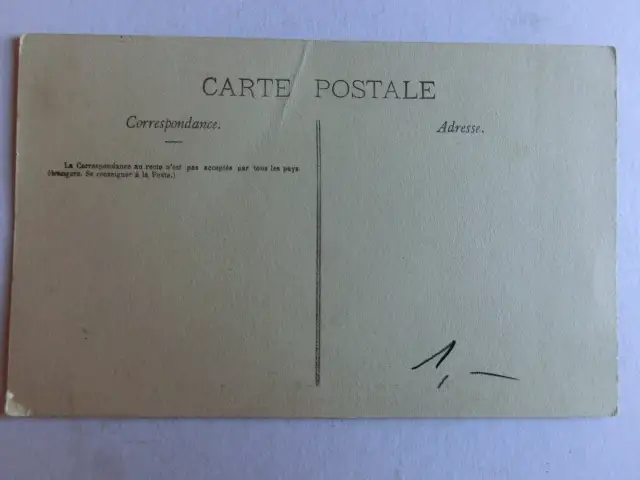 CARTE POSTALE
Correspondance.
Adresse.
La Correspondance au recto n'est pas acceptée par tous les pays
étrangers. Se renseigner à la Poste.)
1,—